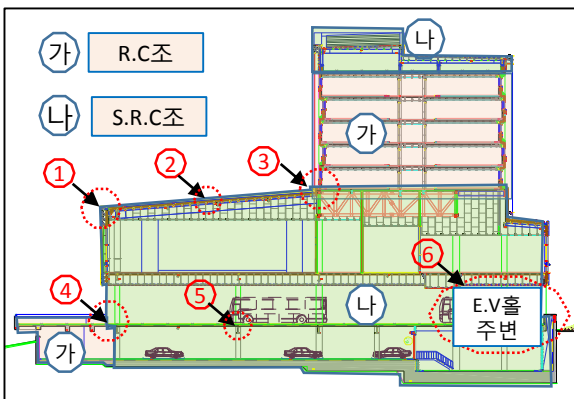 가 R.C조
나 S.R.C조
나
가
①
②
③
④
⑤
⑥
나
E.V홀
주변
가